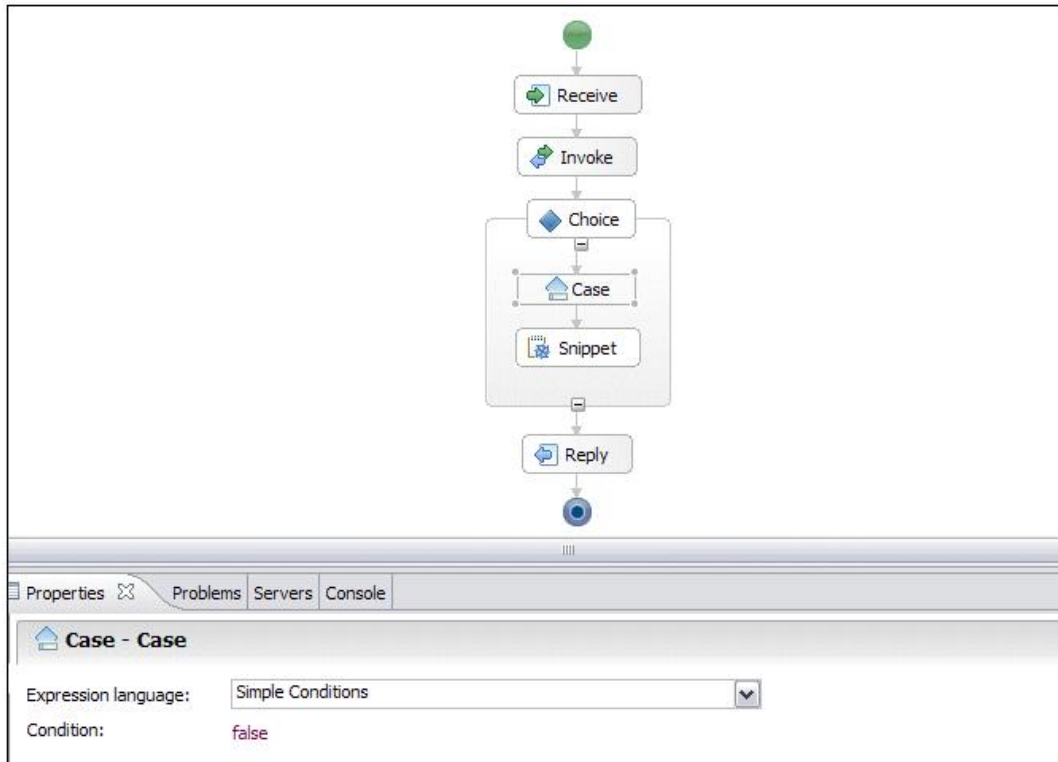 Receive
Invoke
Choice
Case
Snippet
Reply
Properties Problems Servers Console
Case - Case
Expression language: Simple Conditions
Condition: false